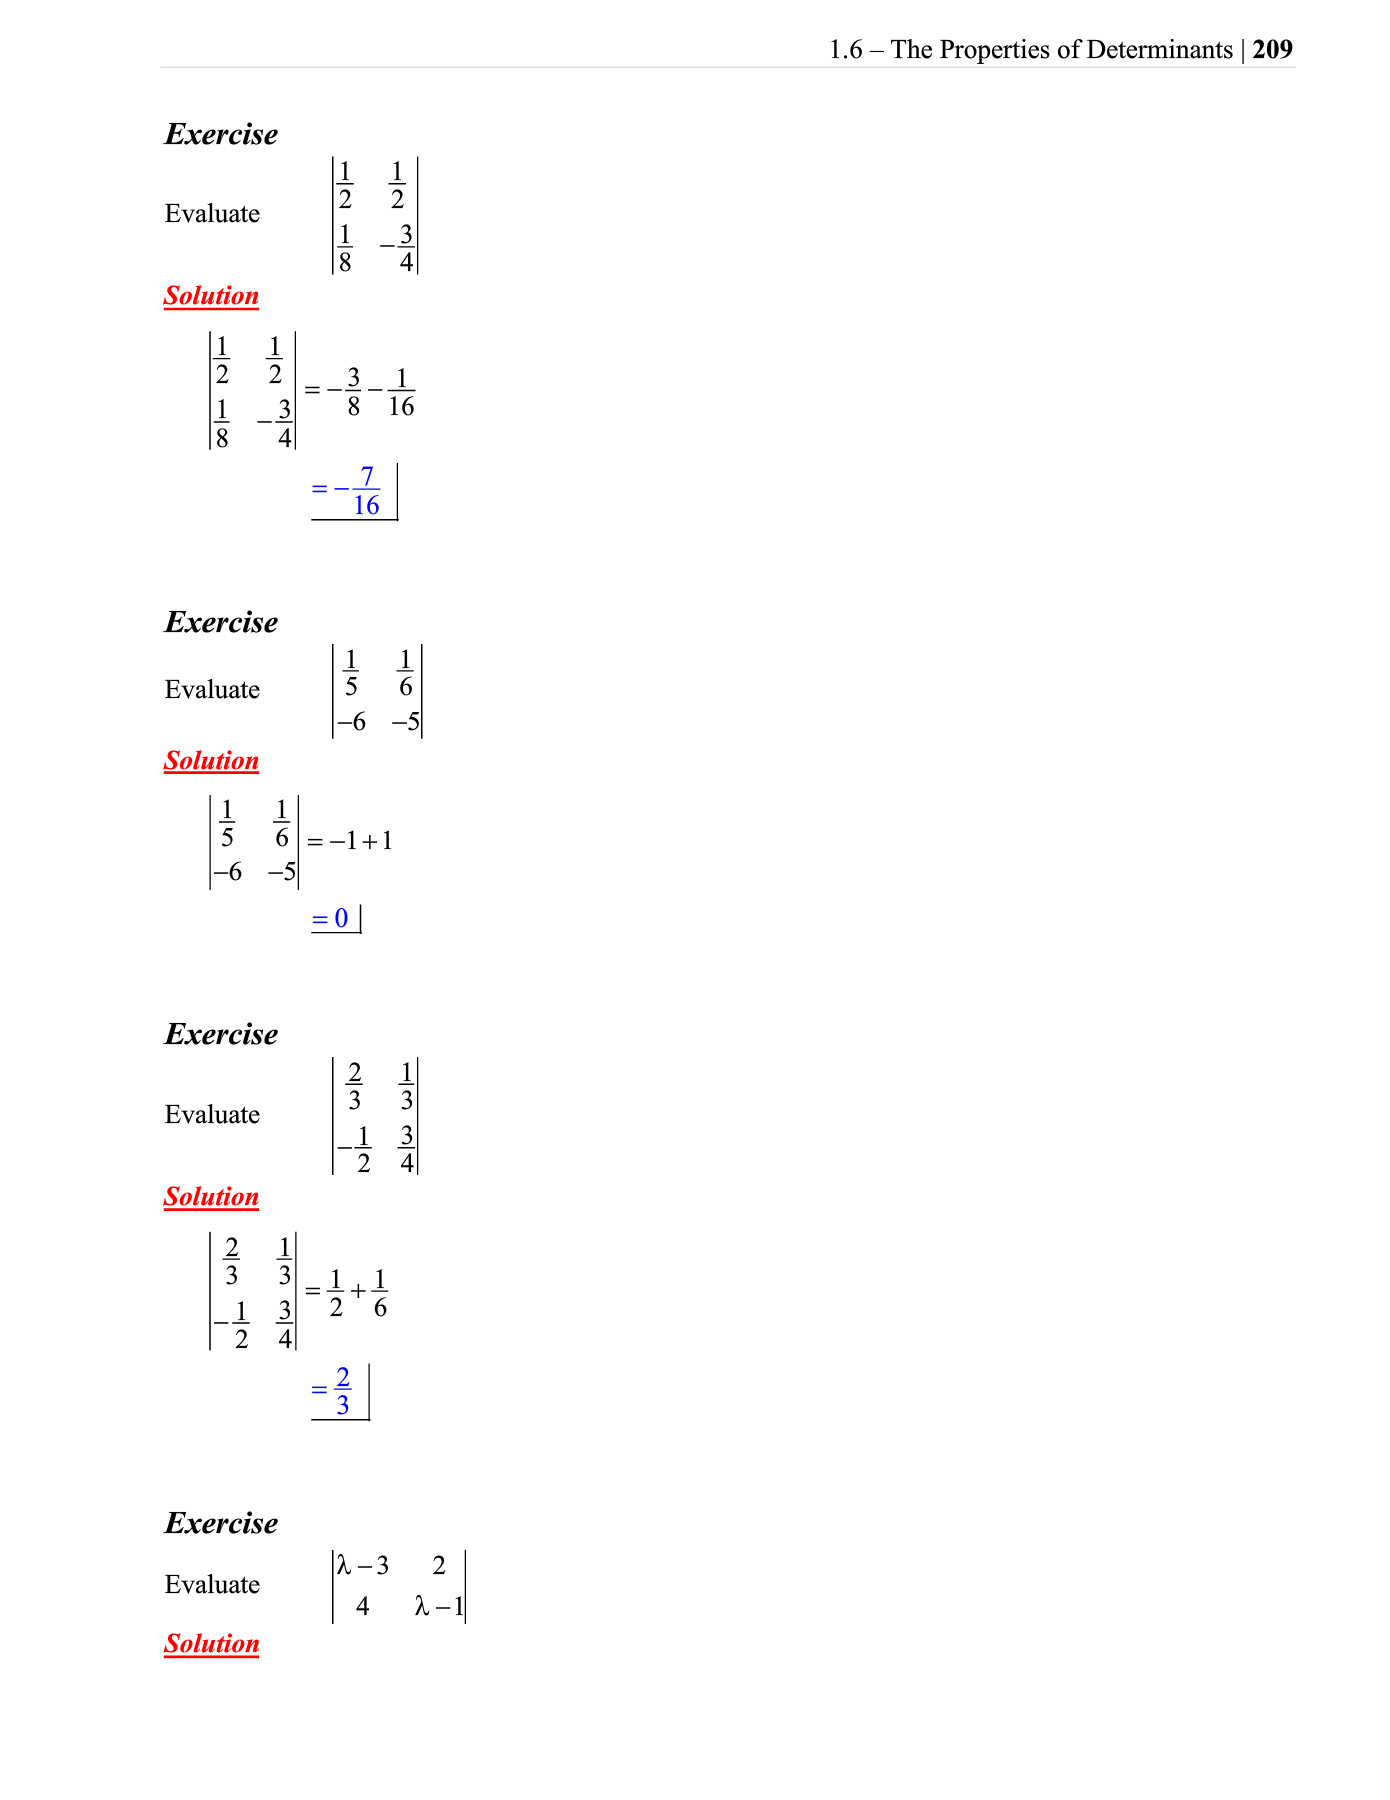 1.6 – The Properties of Determinants | 209
Exercise
Evaluate $\begin{vmatrix} \frac{1}{2} & \frac{1}{2} \\ \frac{1}{8} & -\frac{3}{4} \end{vmatrix}$
Solution
$\begin{vmatrix} \frac{1}{2} & \frac{1}{2} \\ \frac{1}{8} & -\frac{3}{4} \end{vmatrix} = -\frac{3}{8} - \frac{1}{16}$
$= -\frac{7}{16}$
Exercise
Evaluate $\begin{vmatrix} \frac{1}{5} & \frac{1}{6} \\ -6 & -5 \end{vmatrix}$
Solution
$\begin{vmatrix} \frac{1}{5} & \frac{1}{6} \\ -6 & -5 \end{vmatrix} = -1 + 1$
$= 0$
Exercise
Evaluate $\begin{vmatrix} \frac{2}{3} & \frac{1}{3} \\ -\frac{1}{2} & \frac{3}{4} \end{vmatrix}$
Solution
$\begin{vmatrix} \frac{2}{3} & \frac{1}{3} \\ -\frac{1}{2} & \frac{3}{4} \end{vmatrix} = \frac{1}{2} + \frac{1}{6}$
$= \frac{2}{3}$
Exercise
Evaluate $\begin{vmatrix} \lambda - 3 & 2 \\ 4 & \lambda - 1 \end{vmatrix}$
Solution